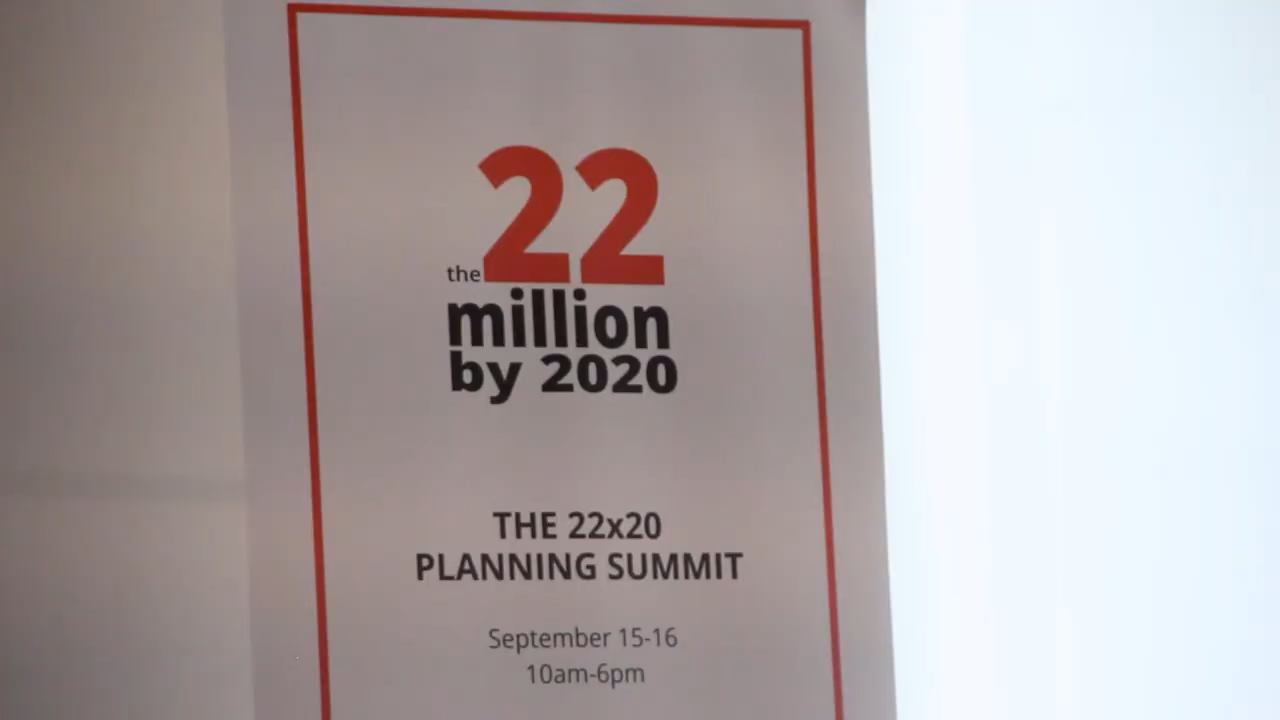 the 22
million
by 2020
THE 22x20
PLANNING SUMMIT
September 15-16
10am-6pm